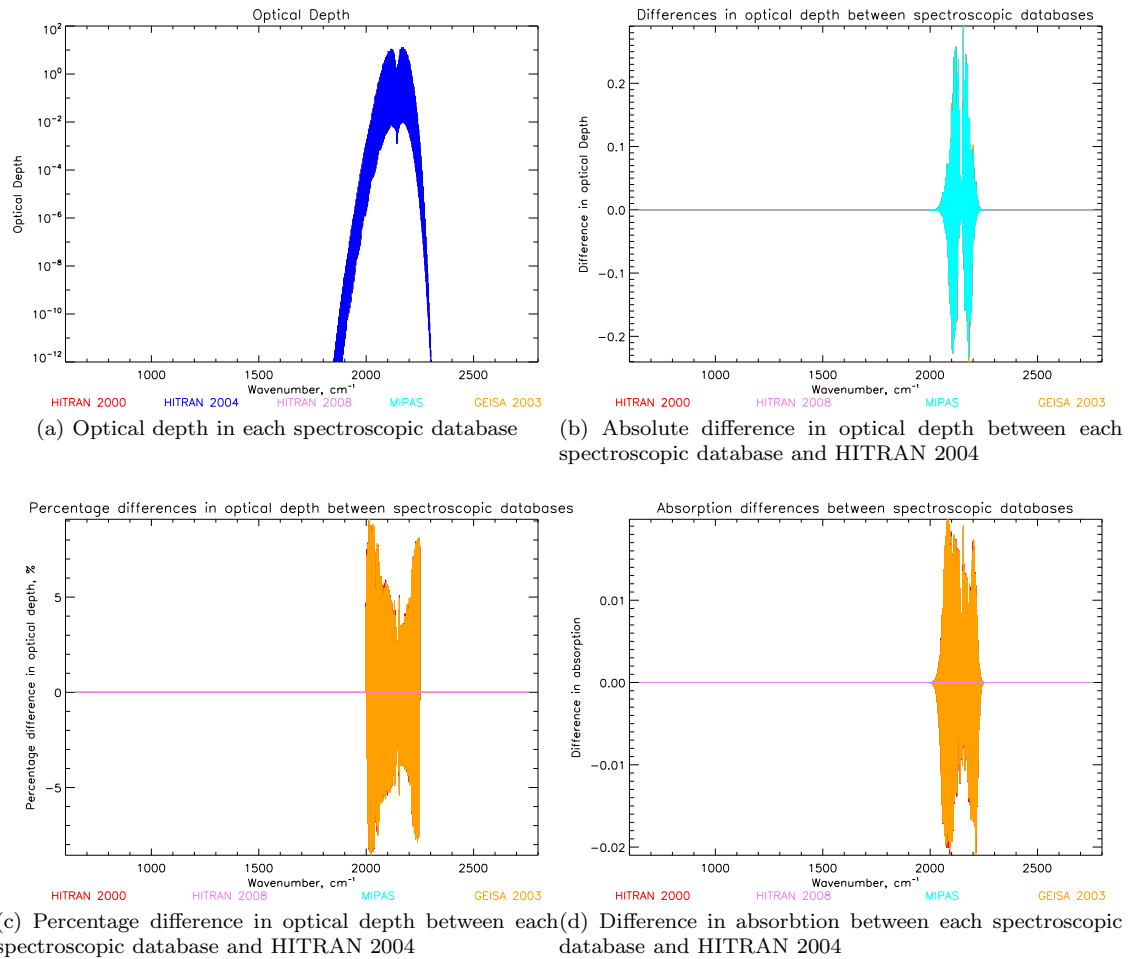 Optical Depth
Optical Depth
10²
10⁰
10⁻²
10⁻⁴
10⁻⁶
10⁻⁸
10⁻¹⁰
10⁻¹²
1000 1500 2000 2500
Wavenumber, cm⁻¹
HITRAN 2000 HITRAN 2004 HITRAN 2008 MIPAS GEISA 2003
(a) Optical depth in each spectroscopic database
Differences in optical depth between spectroscopic databases
Difference in optical Depth
0.2
0.1
0.0
−0.1
−0.2
1000 1500 2000 2500
Wavenumber, cm⁻¹
HITRAN 2000 HITRAN 2008 MIPAS GEISA 2003
(b) Absolute difference in optical depth between each
spectroscopic database and HITRAN 2004
Percentage differences in optical depth between spectroscopic databases
Percentage difference in optical depth, %
5
0
−5
1000 1500 2000 2500
Wavenumber, cm⁻¹
HITRAN 2000 HITRAN 2008 MIPAS GEISA 2003
(c) Percentage difference in optical depth between each
spectroscopic database and HITRAN 2004
Absorption differences between spectroscopic databases
Difference in absorption
0.01
0.00
−0.01
−0.02
1000 1500 2000 2500
Wavenumber, cm⁻¹
HITRAN 2000 HITRAN 2008 MIPAS GEISA 2003
(d) Difference in absorbtion between each spectroscopic
database and HITRAN 2004